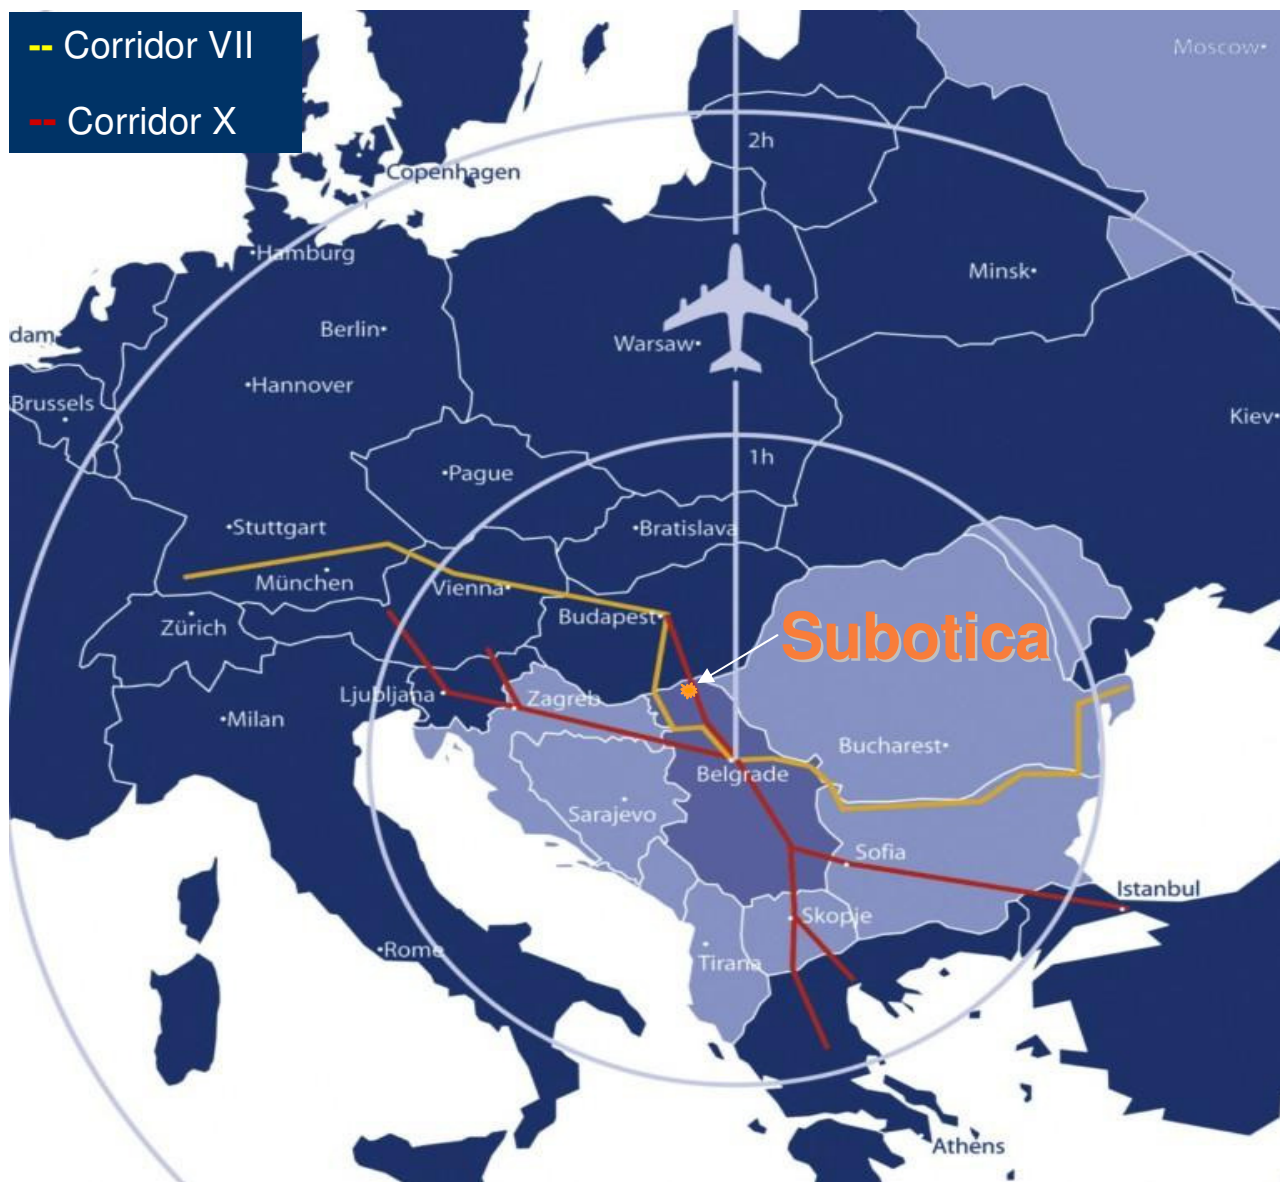 -- Corridor VII
-- Corridor X
Moscow
2h
Copenhagen
Hamburg
Minsk
Berlin
dam
Warsaw
Hannover
Brussels
Kiev
1h
Pague
Stuttgart
Bratislava
München
Vienna
Budapest
Zürich
Subotica
Ljubljana
Zagreb
Milan
Bucharest
Belgrade
Sarajevo
Sofia
Istanbul
Skopje
Rome
Tirana
Athens